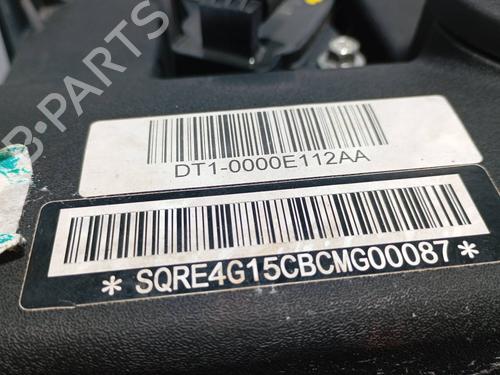 B-PARTS
DT1-0000E112AA
* SQRE4G15CBCMG00087 *